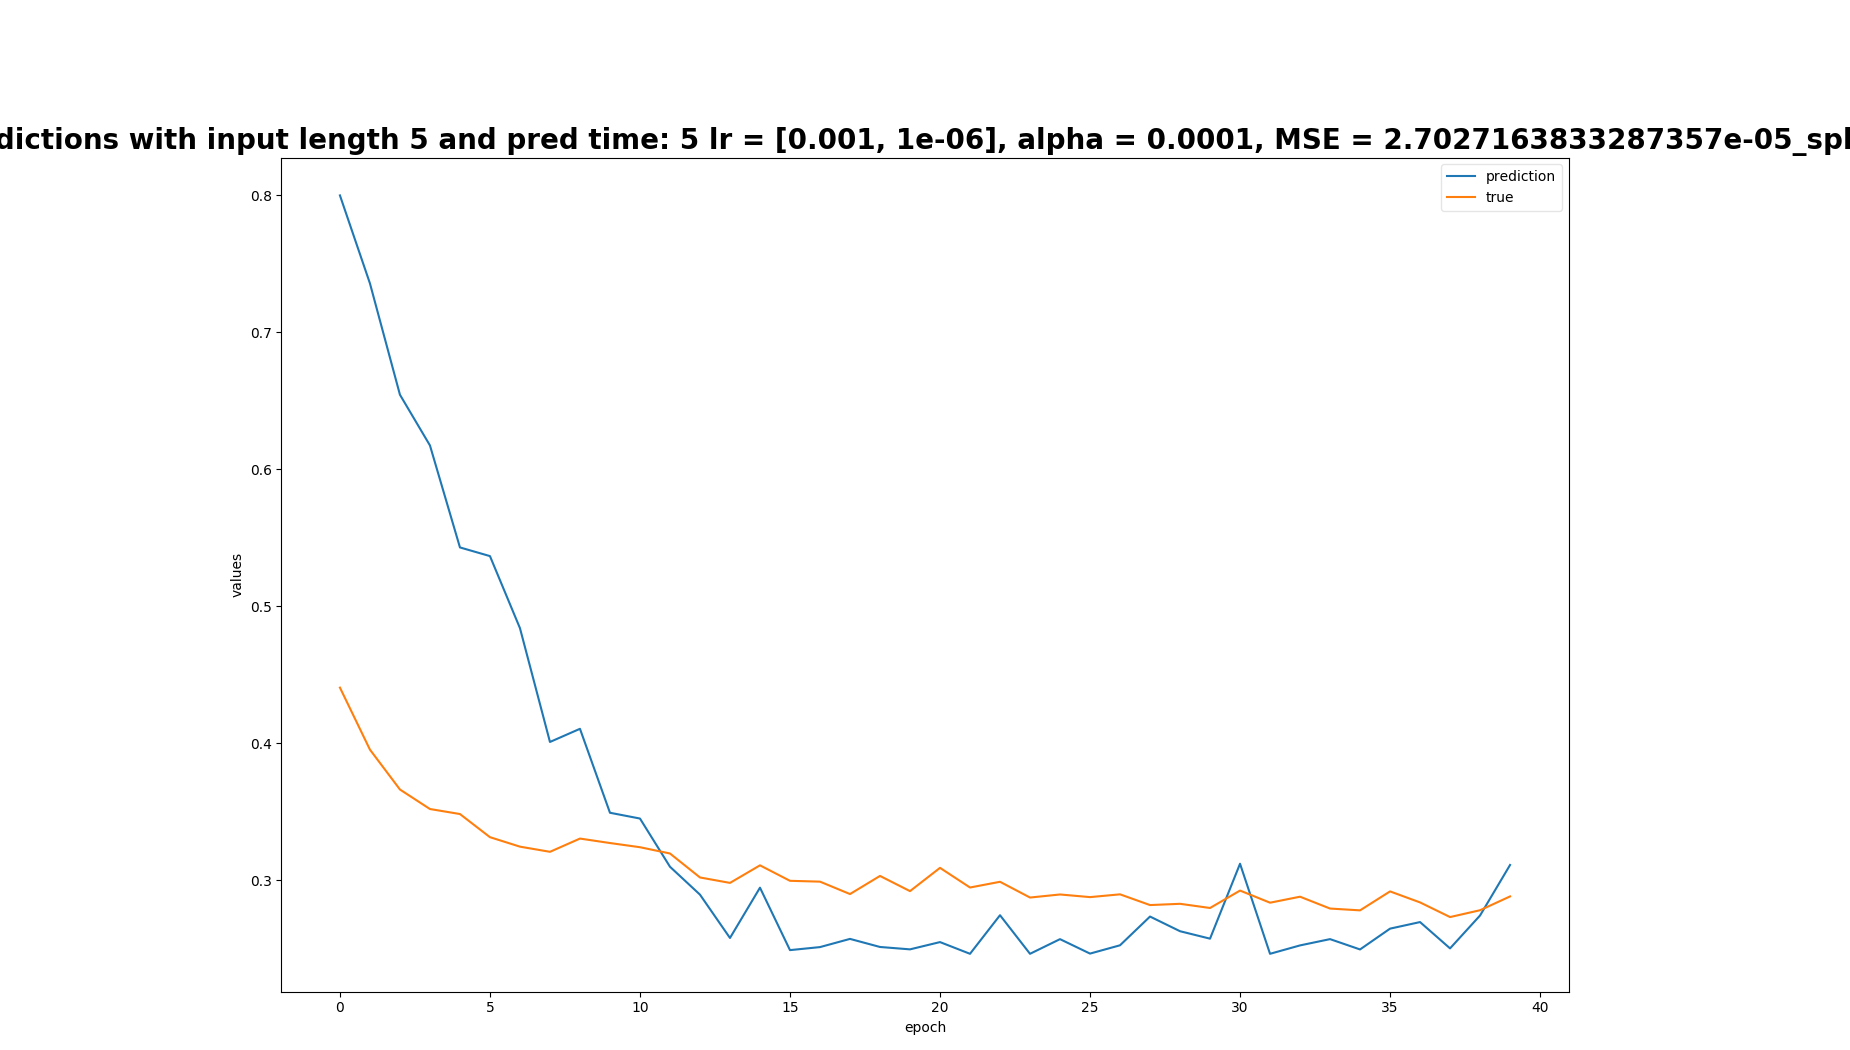 dictions with input length 5 and pred time: 5 lr = [0.001, 1e-06], alpha = 0.0001, MSE = 2.7027163833287357e-05_spl
prediction
true
0.8
0.7
0.6
0.5
0.4
0.3
values
0 5 10 15 20 25 30 35 40
epoch